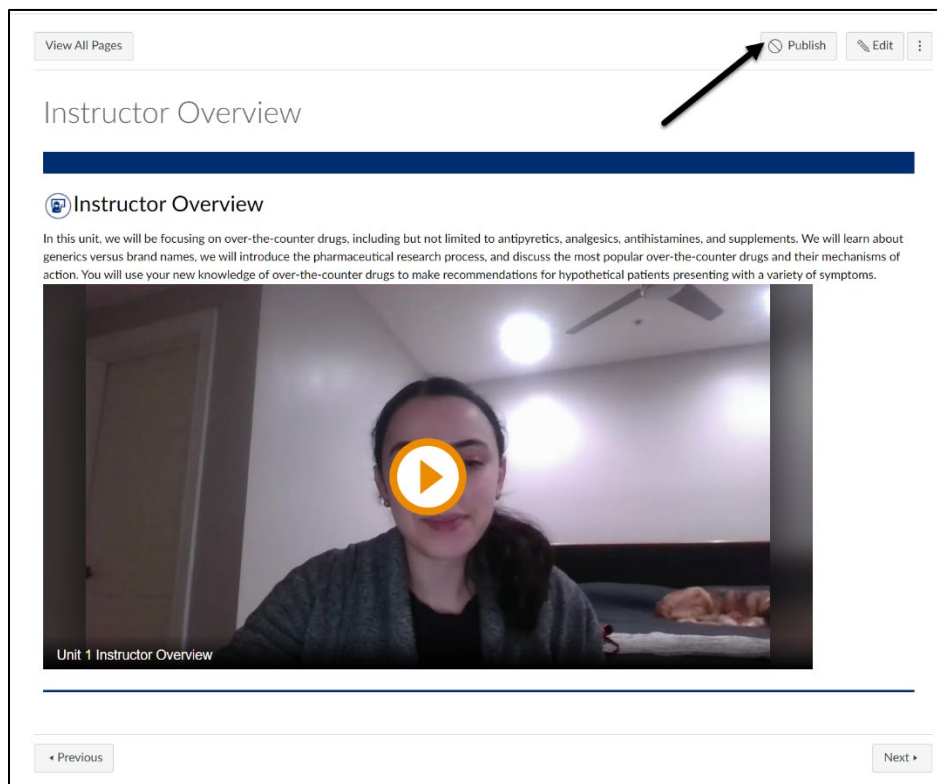 View All Pages
Publish
Edit
Instructor Overview
Instructor Overview
In this unit, we will be focusing on over-the-counter drugs, including but not limited to antipyretics, analgesics, antihistamines, and supplements. We will learn about
generics versus brand names, we will introduce the pharmaceutical research process, and discuss the most popular over-the-counter drugs and their mechanisms of
action. You will use your new knowledge of over-the-counter drugs to make recommendations for hypothetical patients presenting with a variety of symptoms.
Unit 1 Instructor Overview
Previous
Next